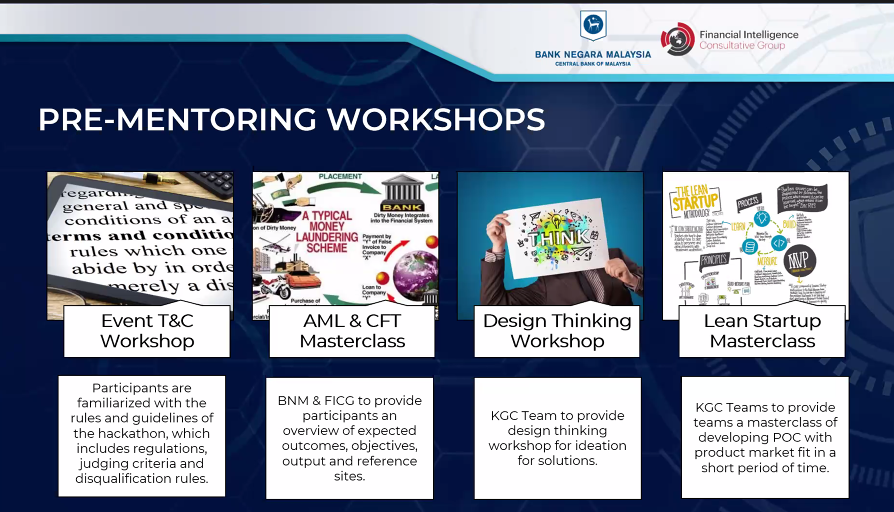 BANK NEGARA MALAYSIA
CENTRAL BANK OF MALAYSIA
Financial Intelligence
Consultative Group
PRE-MENTORING WORKSHOPS
regarding
general and spe
conditions of an a
terms and conditio
rules which one
abide by in orde
merely a dis
PLACEMENT
LA
BANK
Dirty Money Integrates
into the Financial System
on of Dirty Money
A TYPICAL
MONEY
LAUNDERING
SCHEME
Payment by
"Y" of False
Invoice to
Company
"X"
Loan to
Company
"Y"
Purchase of
THINK
THE LEAN
STARTUP
METHODOLOGY
PROCESS
LEARN
BUILD
MEASURE
PRINCIPLES
MVP
Event T&C
Workshop
AML & CFT
Masterclass
Design Thinking
Workshop
Lean Startup
Masterclass
Participants are
familiarized with the
rules and guidelines of
the hackathon, which
includes regulations,
judging criteria and
disqualification rules.
BNM & FICG to provide
participants an
overview of expected
outcomes, objectives,
output and reference
sites.
KGC Team to provide
design thinking
workshop for ideation
for solutions.
KGC Teams to provide
teams a masterclass of
developing POC with
product market fit in a
short period of time.